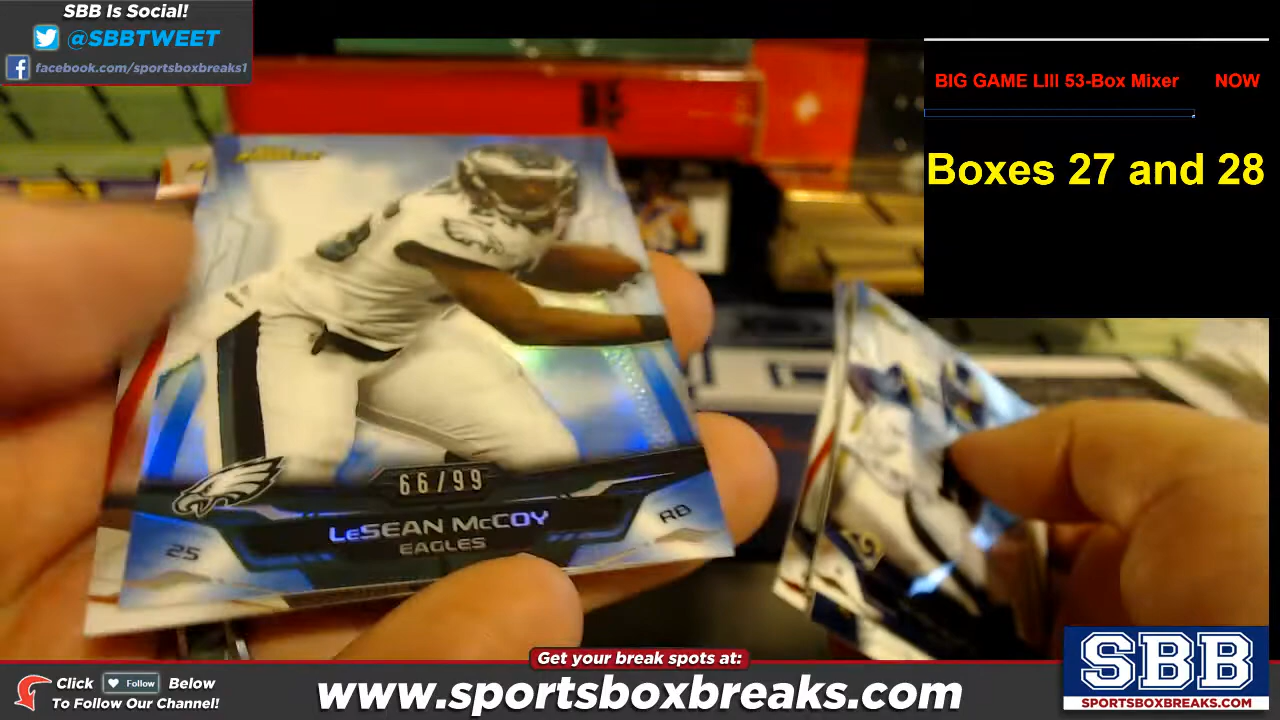 SBB Is Social!
@SBBTWEET
facebook.com/sportsboxbreaks1
BIG GAME LIII 53-Box Mixer NOW
Boxes 27 and 28
66/99
LeSEAN McCOY
EAGLES
25
RB
Get your break spots at:
Click Follow Below
To Follow Our Channel!
www.sportsboxbreaks.com
SBB
SPORTSBOXBREAKS.COM